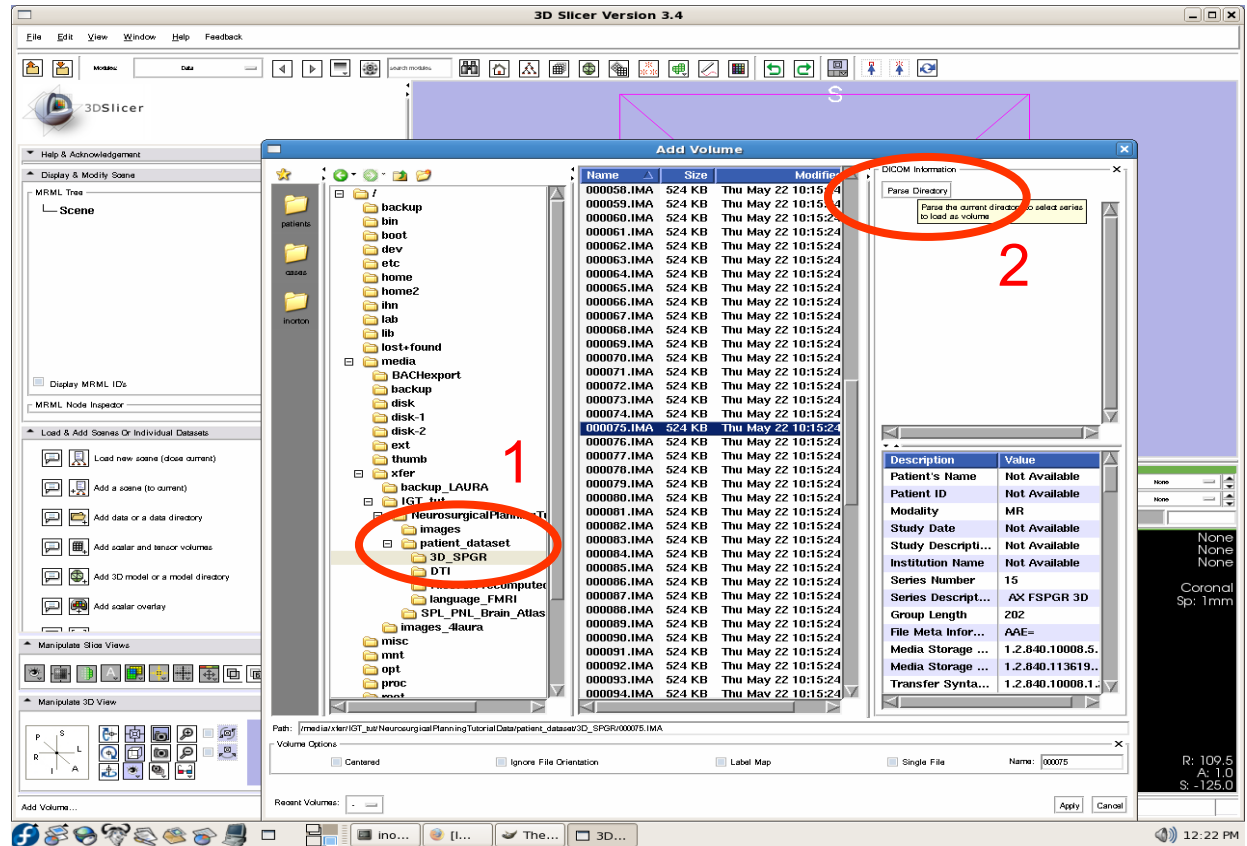 3D Slicer Version 3.4
File Edit View Window Help Feedback
Modules: Data search modules
3DSlicer
S
Help & Acknowledgement
Display & Modify Scene
MRML Tree
Scene
Display MRML ID's
MRML Node Inspector
Load & Add Scenes Or Individual Datasets
Load new scene (close current)
Add a scene (to current)
Add data or a data directory
Add scalar and tensor volumes
Add 3D model or a model directory
Add scalar overlay
Manipulate Slice Views
Manipulate 3D View
P S
R L
I A
Add Volume...
Add Volume
patients
cases
inorton
/
backup
bin
boot
dev
etc
home
home2
ihn
lab
lib
lost+found
media
BACHexport
backup
disk
disk-1
disk-2
ext
thumb
xfer
backup_LAURA
IGT_tut
NeurosurgicalPlanningTu
images
patient_dataset
3D_SPGR
DTI
language_FMRI
SPL_PNL_Brain_Atlas
images_4laura
misc
mnt
opt
proc
root
1
Name Size Modified
000058.IMA 524 KB Thu May 22 10:15:24
000059.IMA 524 KB Thu May 22 10:15:24
000060.IMA 524 KB Thu May 22 10:15:24
000061.IMA 524 KB Thu May 22 10:15:24
000062.IMA 524 KB Thu May 22 10:15:24
000063.IMA 524 KB Thu May 22 10:15:24
000064.IMA 524 KB Thu May 22 10:15:24
000065.IMA 524 KB Thu May 22 10:15:24
000066.IMA 524 KB Thu May 22 10:15:24
000067.IMA 524 KB Thu May 22 10:15:24
000068.IMA 524 KB Thu May 22 10:15:24
000069.IMA 524 KB Thu May 22 10:15:24
000070.IMA 524 KB Thu May 22 10:15:24
000071.IMA 524 KB Thu May 22 10:15:24
000072.IMA 524 KB Thu May 22 10:15:24
000073.IMA 524 KB Thu May 22 10:15:24
000074.IMA 524 KB Thu May 22 10:15:24
000075.IMA 524 KB Thu May 22 10:15:24
000076.IMA 524 KB Thu May 22 10:15:24
000077.IMA 524 KB Thu May 22 10:15:24
000078.IMA 524 KB Thu May 22 10:15:24
000079.IMA 524 KB Thu May 22 10:15:24
000080.IMA 524 KB Thu May 22 10:15:24
000081.IMA 524 KB Thu May 22 10:15:24
000082.IMA 524 KB Thu May 22 10:15:24
000083.IMA 524 KB Thu May 22 10:15:24
000084.IMA 524 KB Thu May 22 10:15:24
000085.IMA 524 KB Thu May 22 10:15:24
000086.IMA 524 KB Thu May 22 10:15:24
000087.IMA 524 KB Thu May 22 10:15:24
000088.IMA 524 KB Thu May 22 10:15:24
000089.IMA 524 KB Thu May 22 10:15:24
000090.IMA 524 KB Thu May 22 10:15:24
000091.IMA 524 KB Thu May 22 10:15:24
000092.IMA 524 KB Thu May 22 10:15:24
000093.IMA 524 KB Thu May 22 10:15:24
000094.IMA 524 KB Thu May 22 10:15:24
DICOM Information
Parse Directory
Parse the current directory to select series
to load as volume
2
Description Value
Patient's Name Not Available
Patient ID Not Available
Modality MR
Study Date Not Available
Study Descripti... Not Available
Institution Name Not Available
Series Number 15
Series Descript... AX FSPGR 3D
Group Length 202
File Meta Infor... AAE=
Media Storage ... 1.2.840.10008.5.
Media Storage ... 1.2.840.113619..
Transfer Synta... 1.2.840.10008.1.
Path: /media/xfer/IGT_tut/NeurosurgicalPlanningTutorialData/patient_dataset/3D_SPGR/000075.IMA
Volume Options
Centered Ignore File Orientation Label Map Single File Name: 000075
Recent Volumes: -
Apply Cancel
None
None
None
None
None
Coronal
Sp: 1mm
R: 109.5
A: 1.0
S: -125.0
ino... [I... The... 3D...
12:22 PM